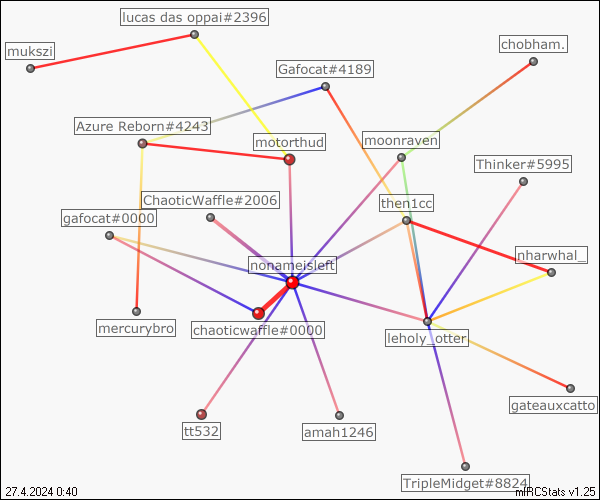 lucas das oppai#2396
mukszi
chobham.
Gafocat#4189
Azure Reborn#4243
motorthud
moonraven
Thinker#5995
ChaoticWaffle#2006
then1cc
gafocat#0000
nharwhal_
nonameisleft
mercurybro
chaoticwaffle#0000
leholy_otter
gateauxcatto
tt532
amah1246
TripleMidget#8824
27.4.2024 0:40
mIRCStats v1.25